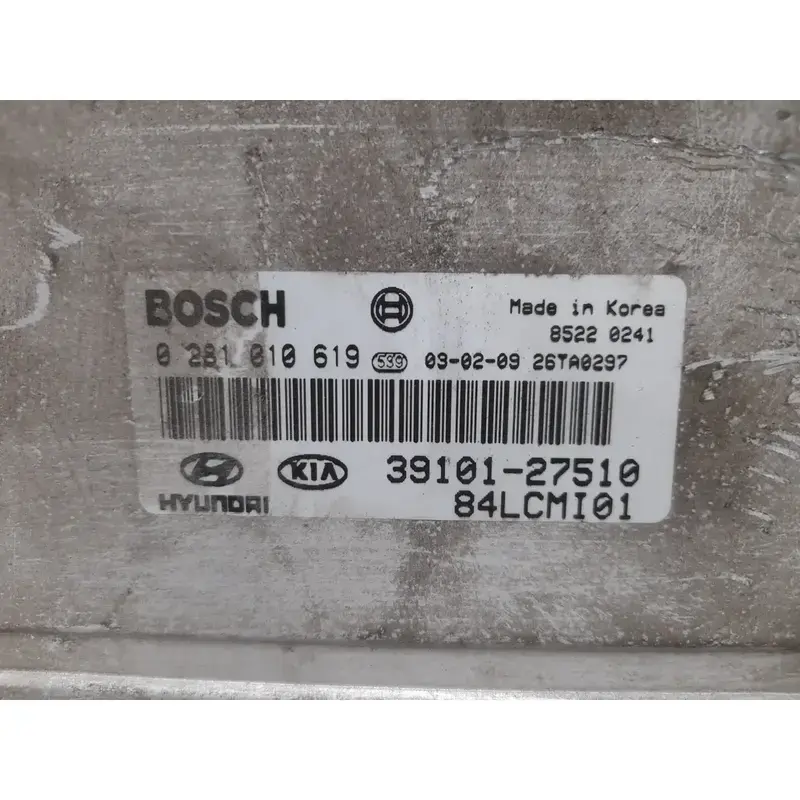 BOSCH
Made in Korea
8522 0241
0 281 010 619 539 03-02-09 26TA0297
39101-27510
HYUNDAI KIA
84LCMI01